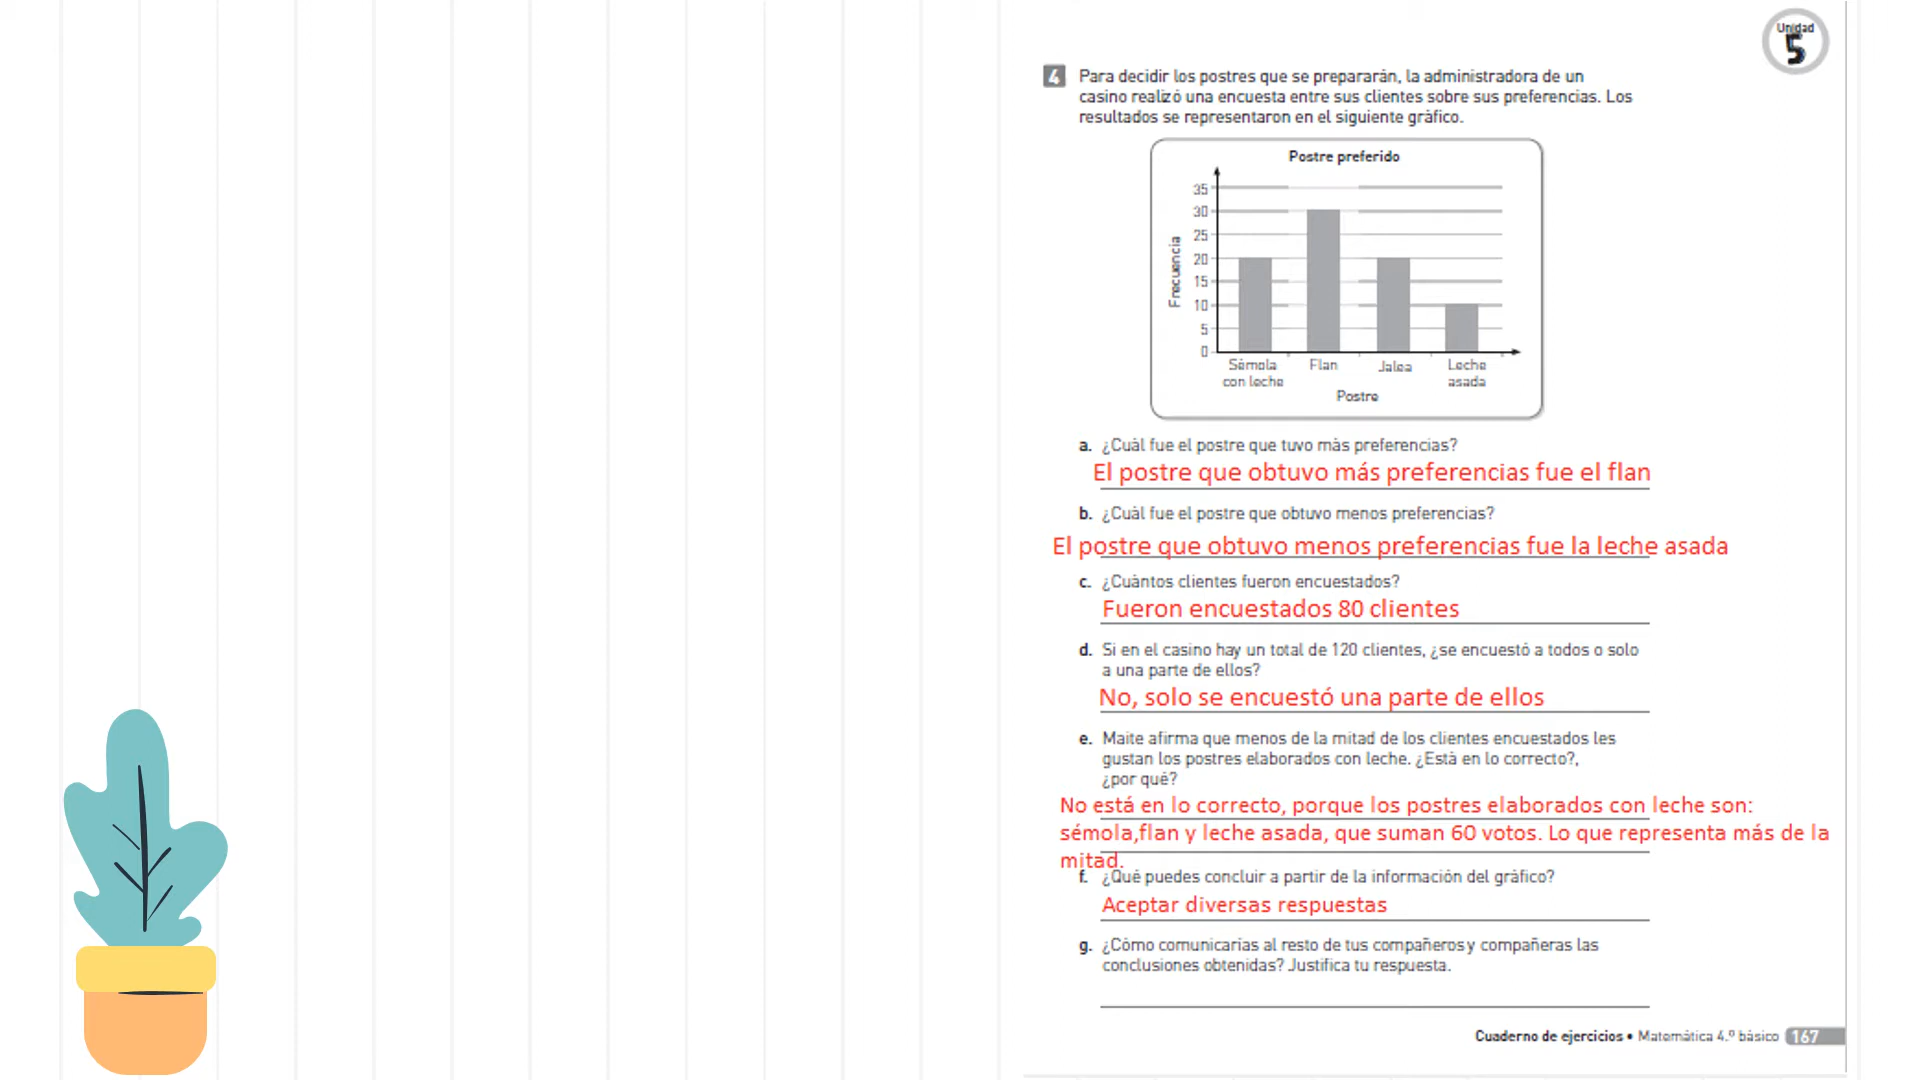 Unidad
5
4 Para decidir los postres que se prepararán, la administradora de un
casino realizó una encuesta entre sus clientes sobre sus preferencias. Los
resultados se representaron en el siguiente gráfico.
Postre preferido
35
30
25
20
15
10
5
0
Frecuencia
Sémola
con leche
Flan
Jalea
Leche
asada
Postre
a. ¿Cuál fue el postre que tuvo más preferencias?
El postre que obtuvo más preferencias fue el flan
b. ¿Cuál fue el postre que obtuvo menos preferencias?
El postre que obtuvo menos preferencias fue la leche asada
c. ¿Cuántos clientes fueron encuestados?
Fueron encuestados 80 clientes
d. Si en el casino hay un total de 120 clientes, ¿se encuestó a todos o solo
a una parte de ellos?
No, solo se encuestó una parte de ellos
e. Maite afirma que menos de la mitad de los clientes encuestados les
gustan los postres elaborados con leche. ¿Está en lo correcto?,
¿por qué?
No está en lo correcto, porque los postres elaborados con leche son:
sémola,flan y leche asada, que suman 60 votos. Lo que representa más de la
mitad.
f. ¿Qué puedes concluir a partir de la información del gráfico?
Aceptar diversas respuestas
g. ¿Cómo comunicarías al resto de tus compañeros y compañeras las
conclusiones obtenidas? Justifica tu respuesta.
Cuaderno de ejercicios • Matemática 4.º básico 167